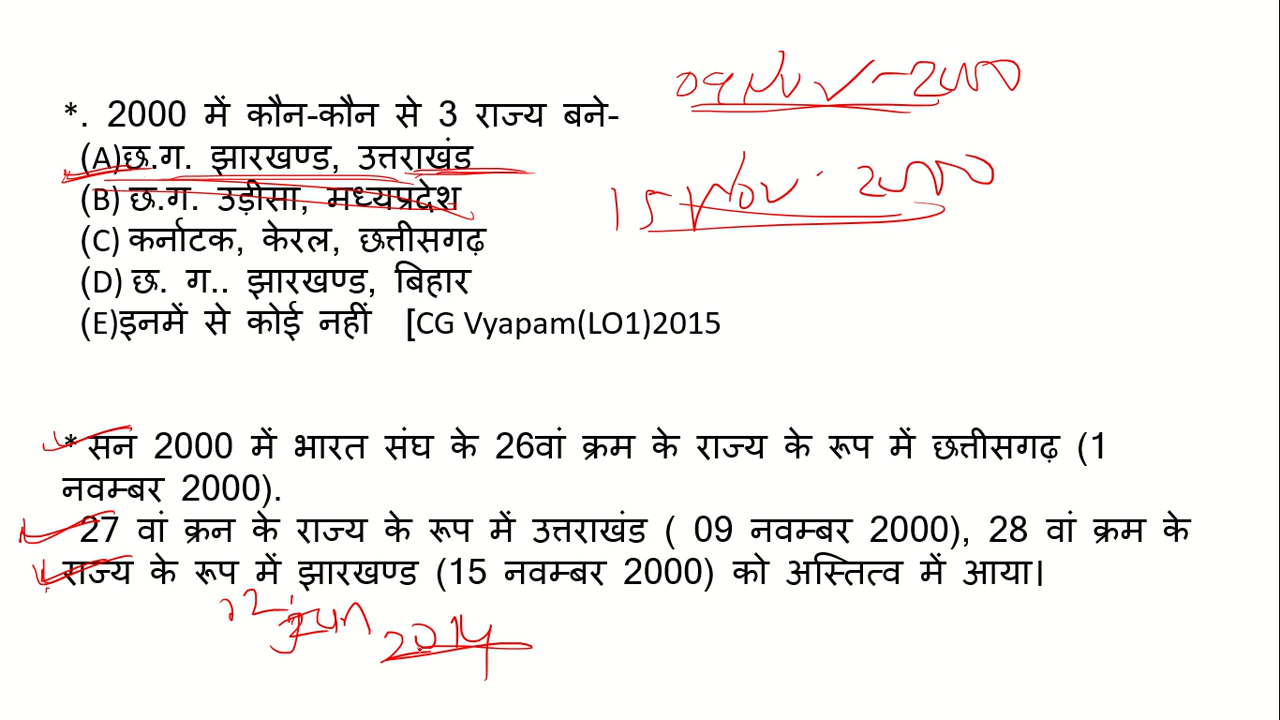 09 Nov - 2000
*. 2000 में कौन-कौन से 3 राज्य बने-
(A)छ.ग. झारखण्ड, उत्तराखंड
15 Nov. 2000
(B) छ.ग. उड़ीसा, मध्यप्रदेश
(C) कर्नाटक, केरल, छत्तीसगढ़
(D) छ. ग.. झारखण्ड, बिहार
(E)इनमें से कोई नहीं [CG Vyapam(LO1)2015
* सन 2000 में भारत संघ के 26वां क्रम के राज्य के रूप में छत्तीसगढ़ (1
नवम्बर 2000).
27 वां क्रन के राज्य के रूप में उत्तराखंड ( 09 नवम्बर 2000), 28 वां क्रम के
राज्य के रूप में झारखण्ड (15 नवम्बर 2000) को अस्तित्व में आया।
Jun 2014